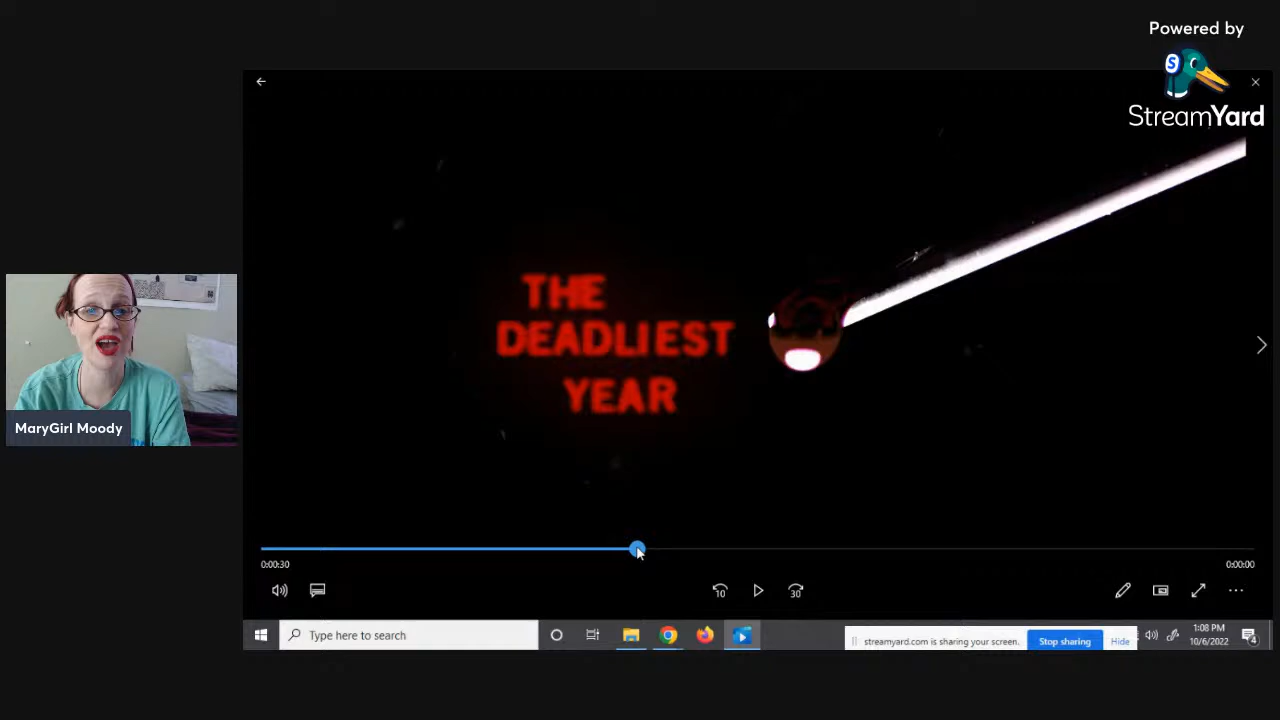 Powered by
S
StreamYard
THE
DEADLIEST
YEAR
MaryGirl Moody
0:00:30
0:00:00
10
30
Type here to search
streamyard.com is sharing your screen.
Stop sharing
Hide
1:08 PM
10/6/2022
4